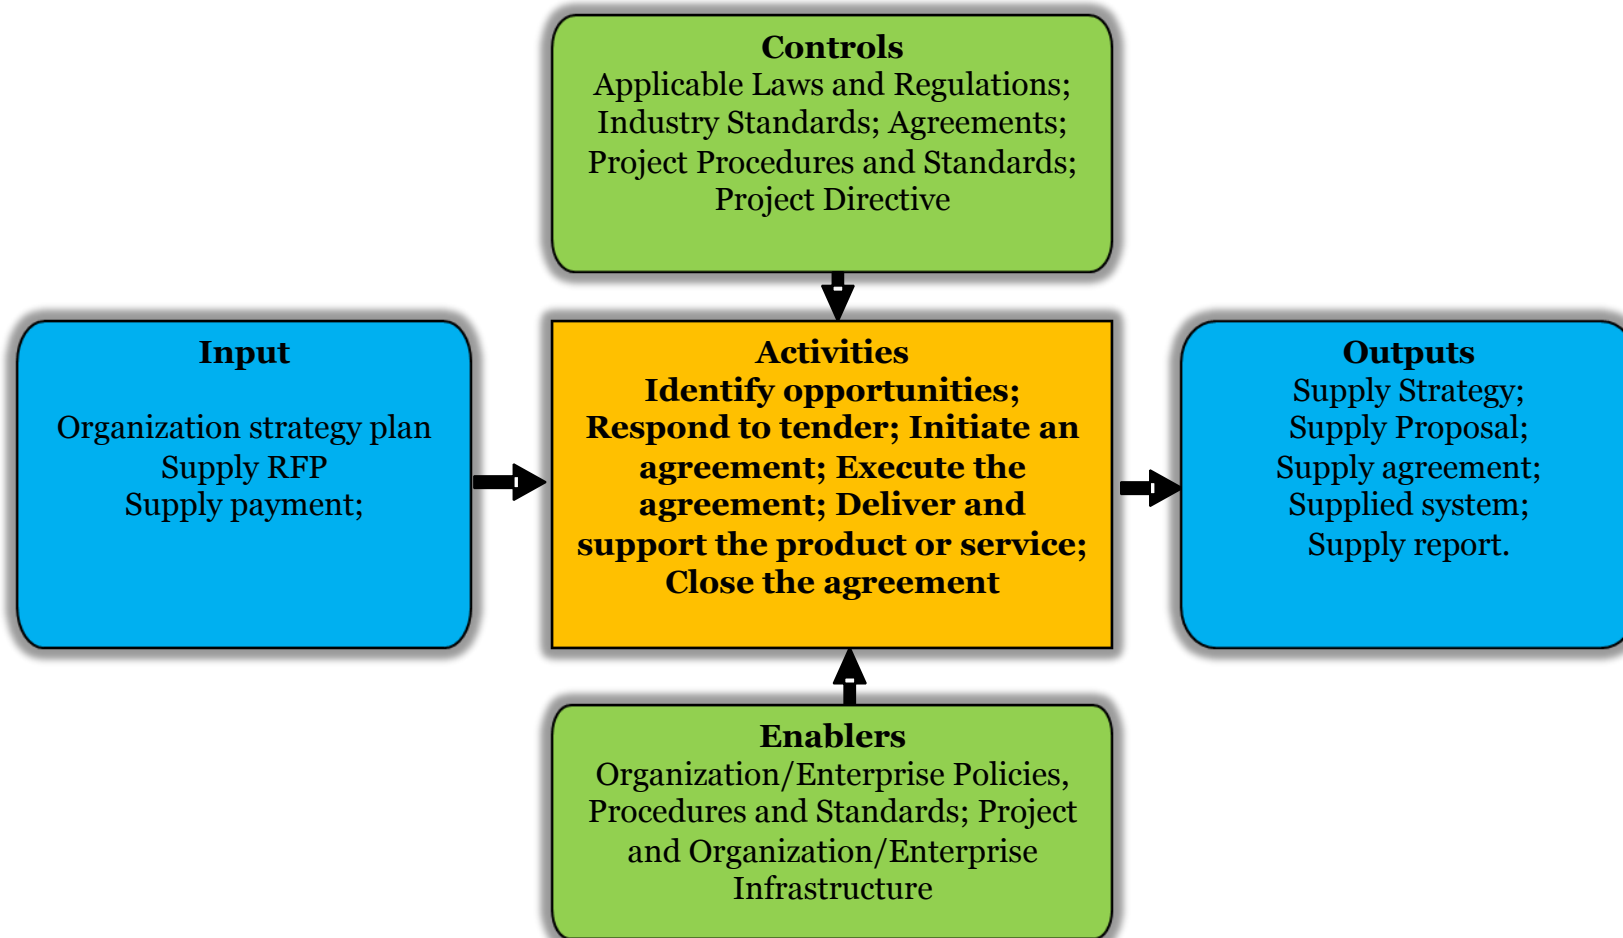 Controls
Applicable Laws and Regulations;
Industry Standards; Agreements;
Project Procedures and Standards;
Project Directive
Input
Organization strategy plan
Supply RFP
Supply payment;
Activities
Identify opportunities;
Respond to tender; Initiate an
agreement; Execute the
agreement; Deliver and
support the product or service;
Close the agreement
Outputs
Supply Strategy;
Supply Proposal;
Supply agreement;
Supplied system;
Supply report.
Enablers
Organization/Enterprise Policies,
Procedures and Standards; Project
and Organization/Enterprise
Infrastructure